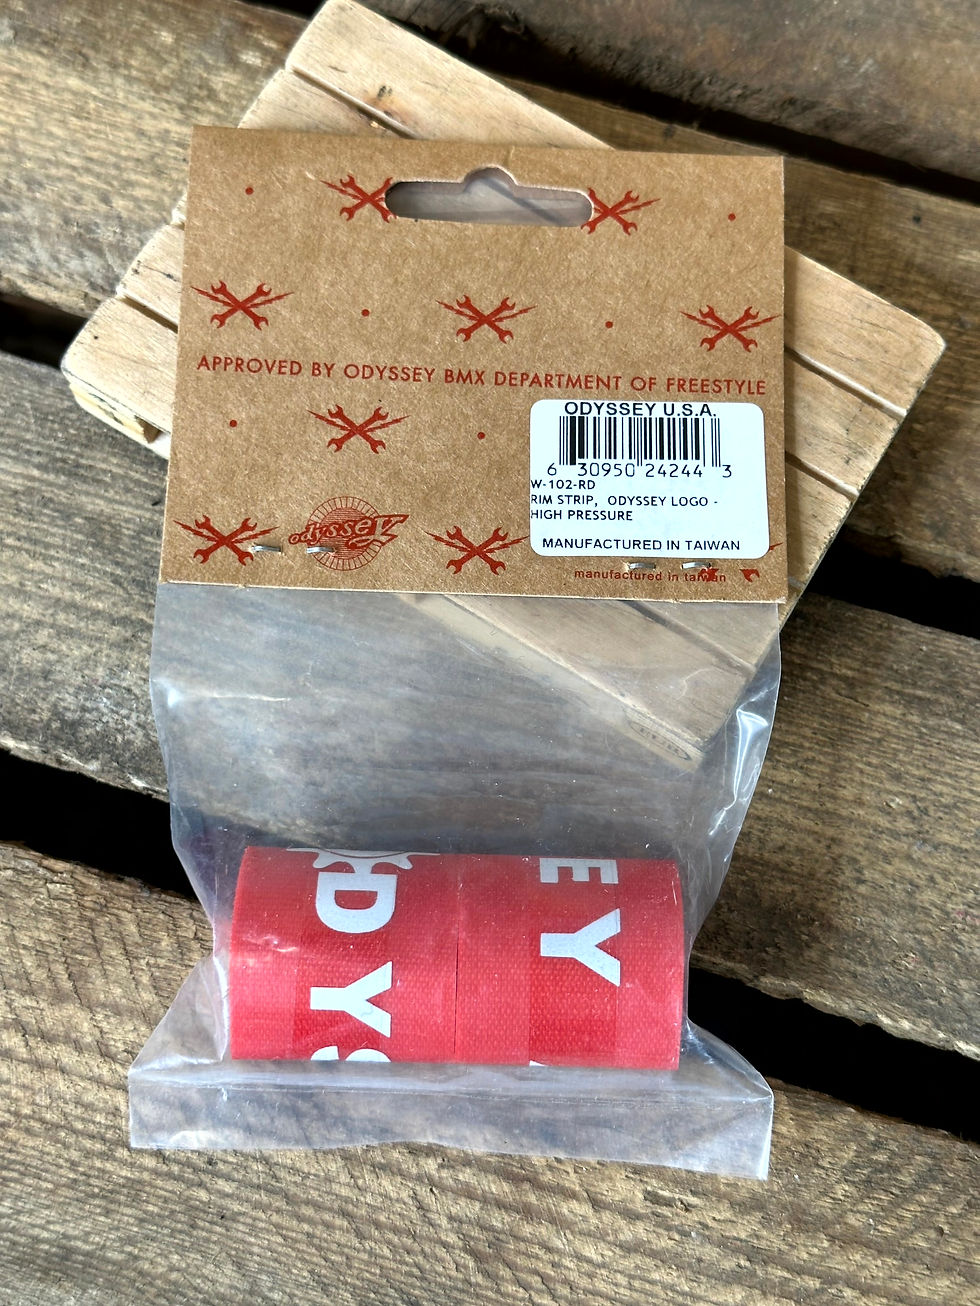 APPROVED BY ODYSSEY BMX DEPARTMENT OF FREESTYLE
ODYSSEY U.S.A.
6 30950 24244 3
W-102-RD
RIM STRIP, ODYSSEY LOGO -
HIGH PRESSURE
MANUFACTURED IN TAIWAN
odyssey
manufactured in taiwan
DYS
EY